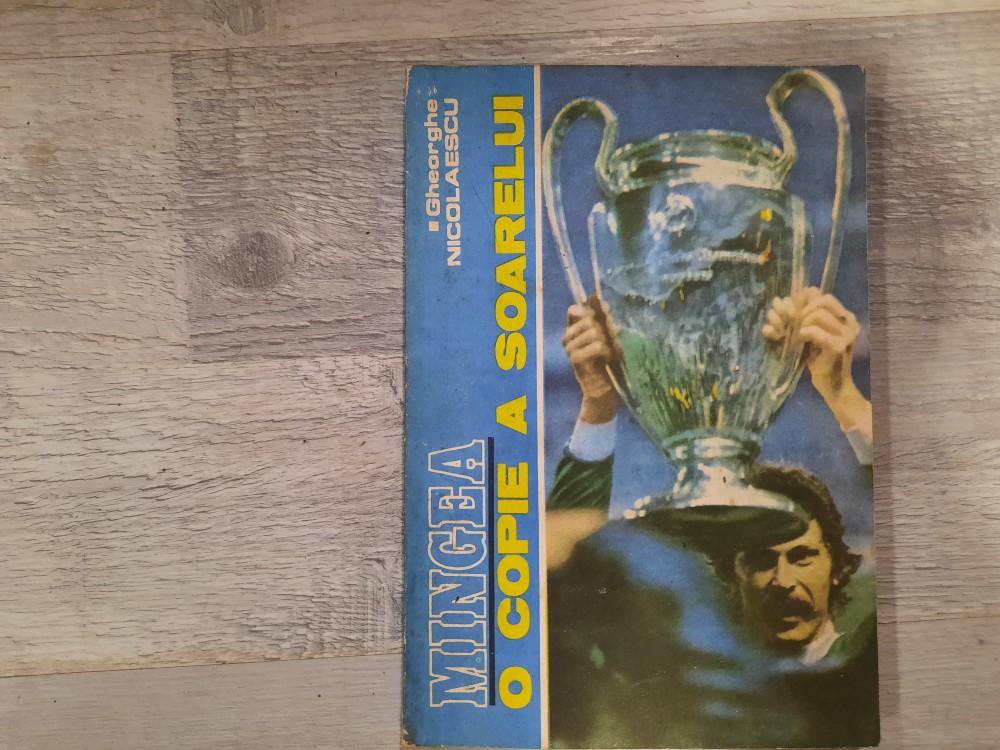 ▪ Gheorghe
NICOLAESCU
MINGEA
O COPIE A SOARELUI